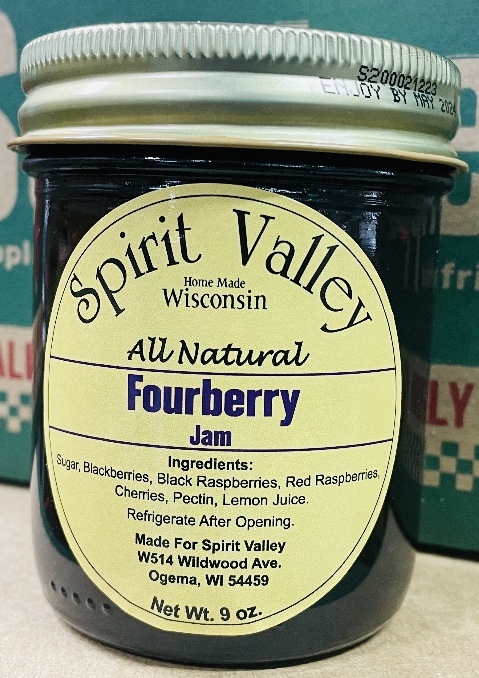 SZ00021223
ENJOY BY MAY 202
Spirit Valley
Home Made
Wisconsin
All Natural
Fourberry
Jam
Ingredients:
Sugar, Blackberries, Black Raspberries, Red Raspberries,
Cherries, Pectin, Lemon Juice.
Refrigerate After Opening.
Made For Spirit Valley
W514 Wildwood Ave.
Ogema, WI 54459
Net Wt. 9 oz.